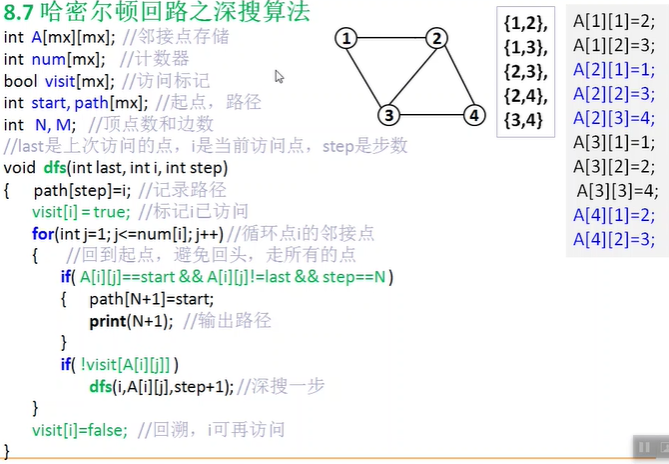 8.7 哈密尔顿回路之深搜算法
int A[mx][mx]; //邻接点存储
int num[mx]; //计数器
bool visit[mx]; //访问标记
int start, path[mx]; //起点，路径
int N, M; //顶点数和边数
//last是上次访问的点，i是当前访问点，step是步数
void dfs(int last, int i, int step)
{ path[step]=i; //记录路径
visit[i] = true; //标记i已访问
for(int j=1; j<=num[i]; j++) //循环点i的邻接点
{ //回到起点，避免回头，走所有的点
if( A[i][j]==start && A[i][j]!=last && step==N )
{ path[N+1]=start;
print(N+1); //输出路径
}
if( !visit[A[i][j]] )
dfs(i,A[i][j],step+1); //深搜一步
}
visit[i]=false; //回溯，i可再访问
}
1
2
3
4
{1,2},
{1,3},
{2,3},
{2,4},
{3,4}
A[1][1]=2;
A[1][2]=3;
A[2][1]=1;
A[2][2]=3;
A[2][3]=4;
A[3][1]=1;
A[3][2]=2;
A[3][3]=4;
A[4][1]=2;
A[4][2]=3;